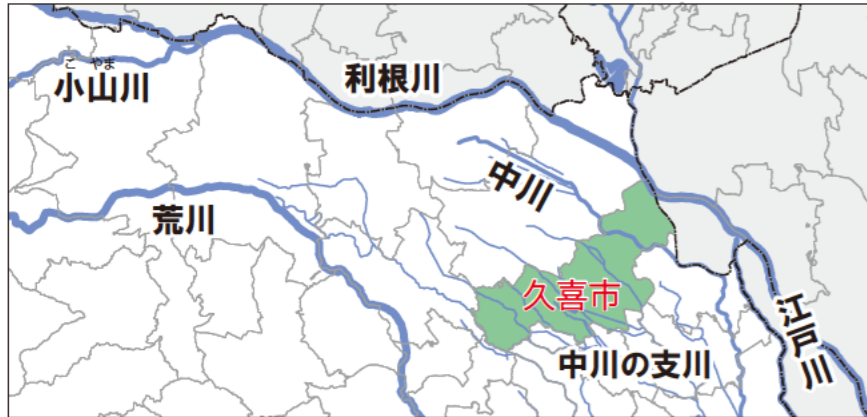 こやま
小山川
利根川
中川
荒川
久喜市
江戸川
中川の支川